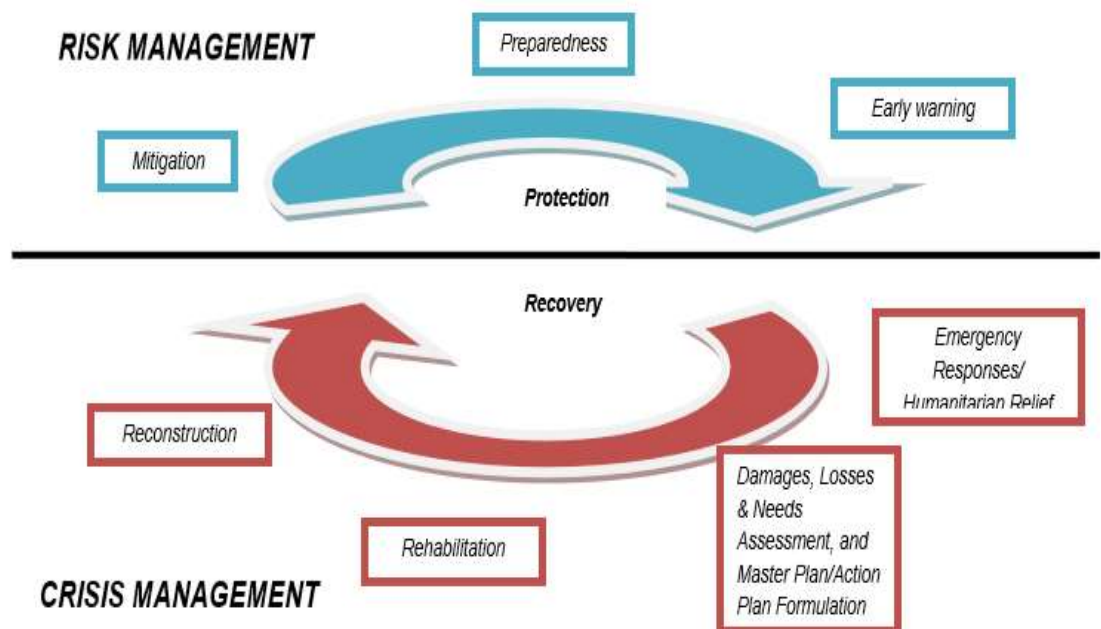 RISK MANAGEMENT
Preparedness
Early warning
Mitigation
Protection
Recovery
Emergency
Responses/
Humanitarian Relief
Reconstruction
Damages, Losses
& Needs
Assessment, and
Master Plan/Action
Plan Formulation
Rehabilitation
CRISIS MANAGEMENT